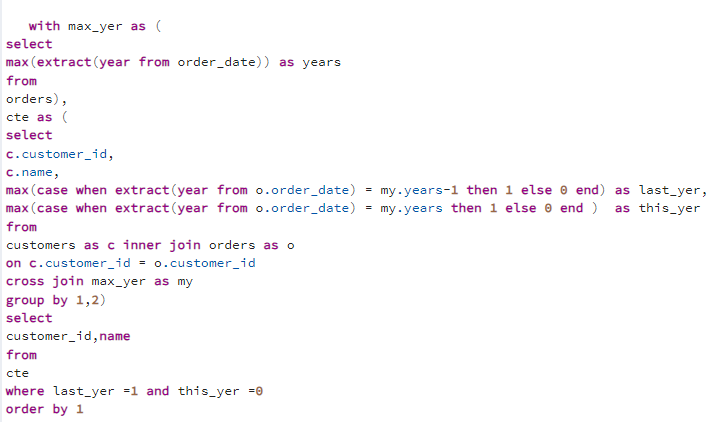 with max_yer as (
select
max(extract(year from order_date)) as years
from
orders),
cte as (
select
c.customer_id,
c.name,
max(case when extract(year from o.order_date) = my.years-1 then 1 else 0 end) as last_yer,
max(case when extract(year from o.order_date) = my.years then 1 else 0 end )  as this_yer
from
customers as c inner join orders as o
on c.customer_id = o.customer_id
cross join max_yer as my
group by 1,2)
select
customer_id,name
from
cte
where last_yer =1 and this_yer =0
order by 1